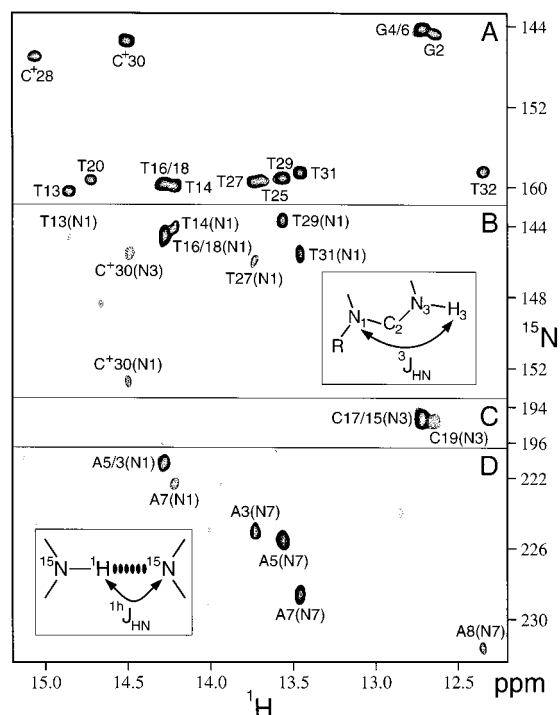 A
144
G4/6
G2
C+28
C+30
152
T20
T16/18
T29
T31
T13
T14
T27
T25
T32
160
B
T13(N1)
T14(N1)
T29(N1)
144
T16/18(N1)
T31(N1)
C+30(N3)
T27(N1)
148
15N
N1
N3
H3
C2
R
3JHN
C+30(N1)
152
C
194
C17/15(N3)
C19(N3)
196
D
A5/3(N1)
222
A7(N1)
A3(N7)
15N
1H
15N
A5(N7)
226
1hJHN
A7(N7)
230
A8(N7)
15.0
14.5
14.0
13.5
13.0
12.5
ppm
1H